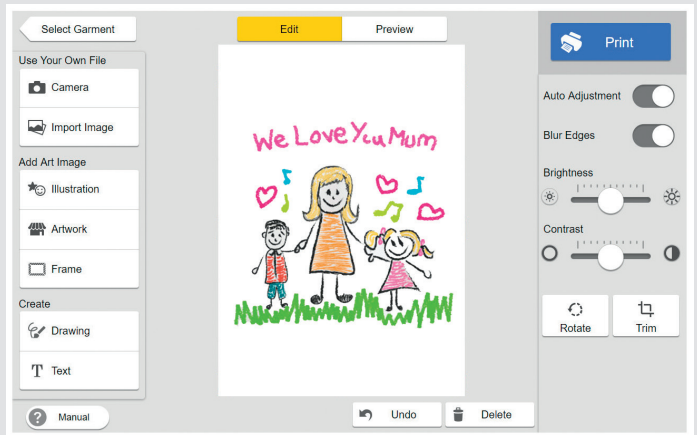 Select Garment
Edit
Preview
Print
Use Your Own File
Camera
Import Image
Add Art Image
Illustration
Artwork
Frame
Create
Drawing
Text
Manual
We Love You Mum
Auto Adjustment
Blur Edges
Brightness
Contrast
Rotate
Trim
Undo
Delete